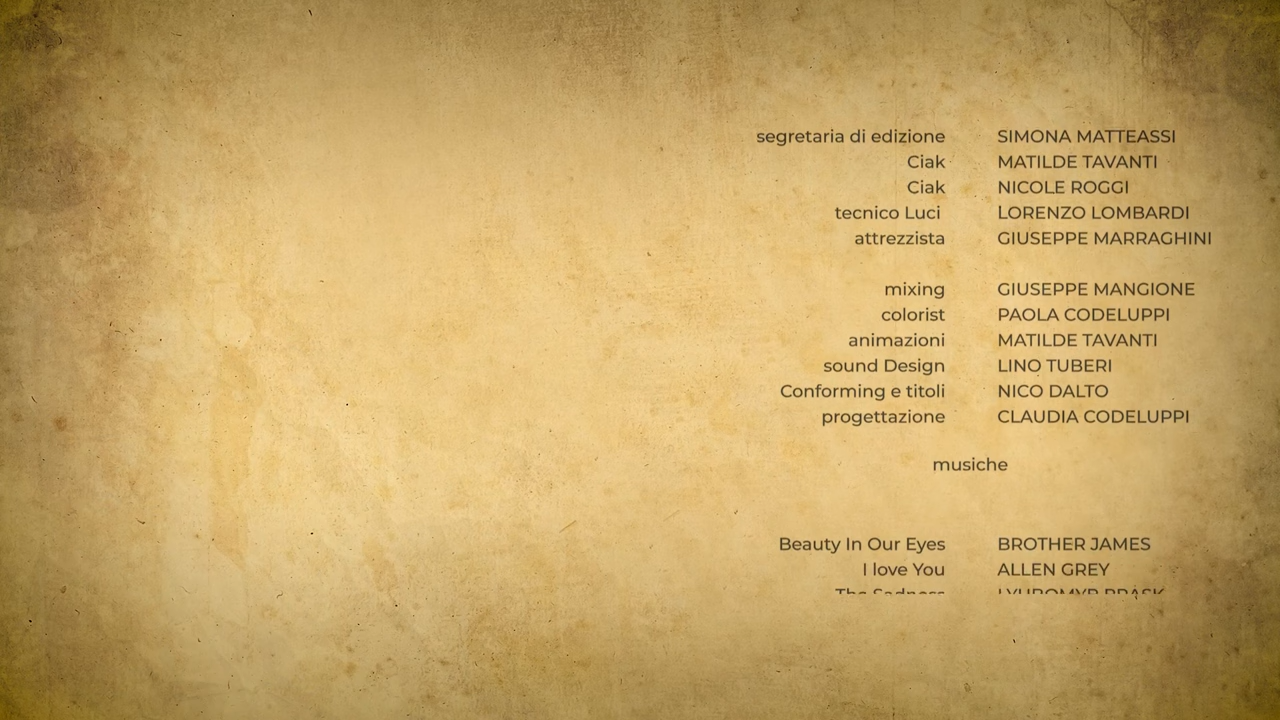 segretaria di edizione SIMONA MATTEASSI
Ciak MATILDE TAVANTI
Ciak NICOLE ROGGI
tecnico Luci LORENZO LOMBARDI
attrezzista GIUSEPPE MARRAGHINI
mixing GIUSEPPE MANGIONE
colorist PAOLA CODELUPPI
animazioni MATILDE TAVANTI
sound Design LINO TUBERI
Conforming e titoli NICO DALTO
progettazione CLAUDIA CODELUPPI
musiche
Beauty In Our Eyes BROTHER JAMES
I love You ALLEN GREY
The Sadness